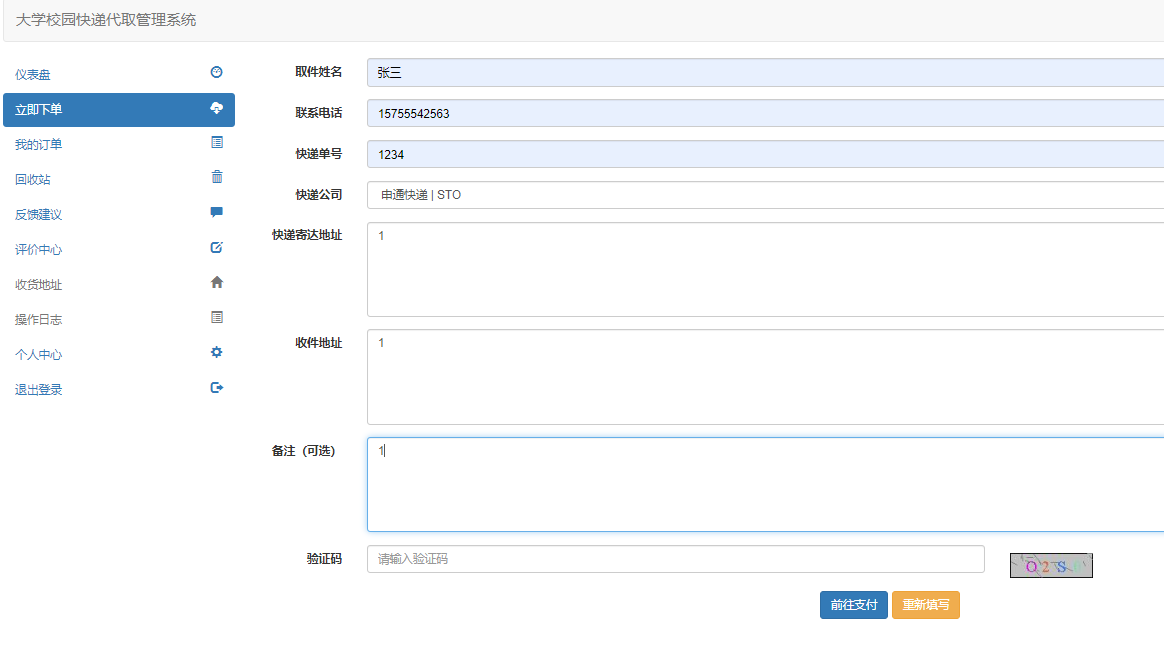 大学校园快递代取管理系统
仪表盘
立即下单
我的订单
回收站
反馈建议
评价中心
收货地址
操作日志
个人中心
退出登录
取件姓名 张三
联系电话 15755542563
快递单号 1234
快递公司 申通快递 | STO
快递寄达地址 1
收件地址 1
备注（可选） 1
验证码 请输入验证码
前往支付 重新填写